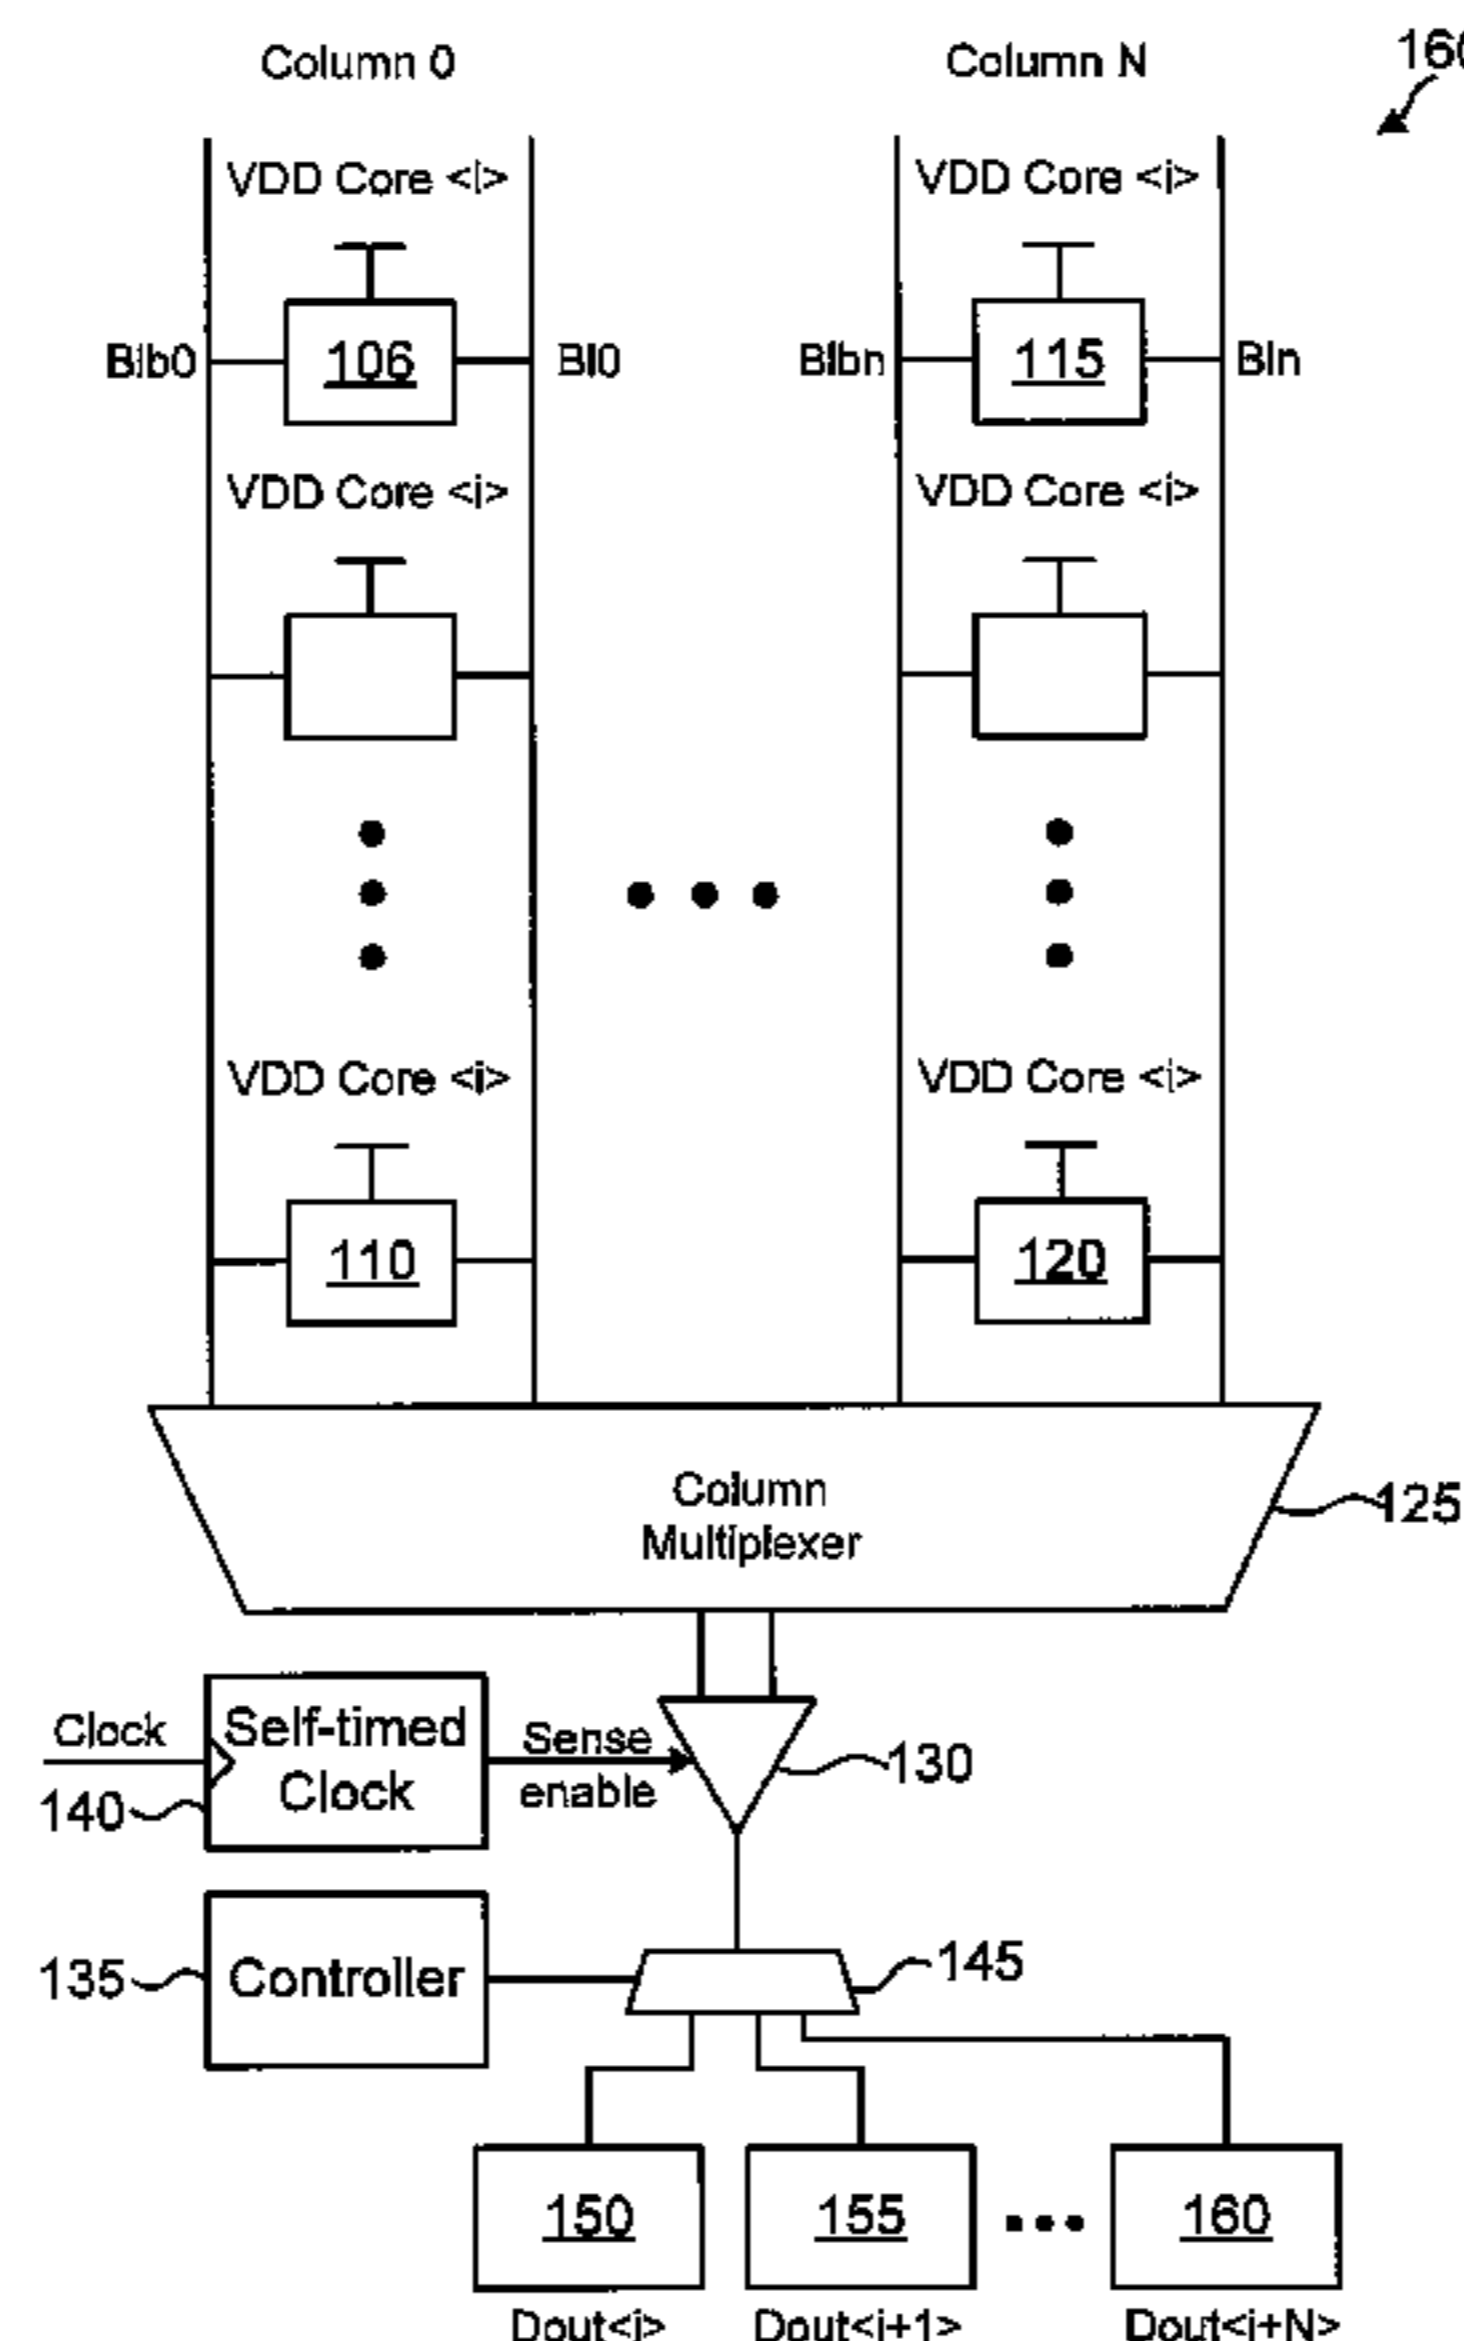 Column 0
Column N
VDD Core <i>
VDD Core <i>
Blb0
106
Bl0
Blbn
115
Bln
VDD Core <i>
VDD Core <i>
VDD Core <i>
VDD Core <i>
110
120
Column
Multiplexer
125
Clock
Self-timed
Clock
Sense
enable
130
140
135
Controller
145
150
155
160
Dout<i>
Dout<i+1>
Dout<i+N>